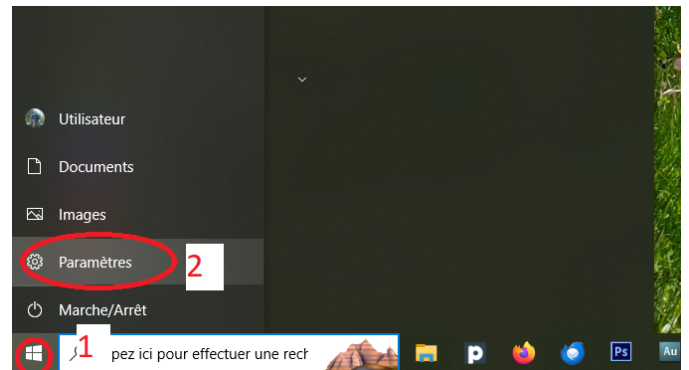 Utilisateur
Documents
Images
Paramètres
2
Marche/Arrêt
1
pez ici pour effectuer une rech
Ps
Au